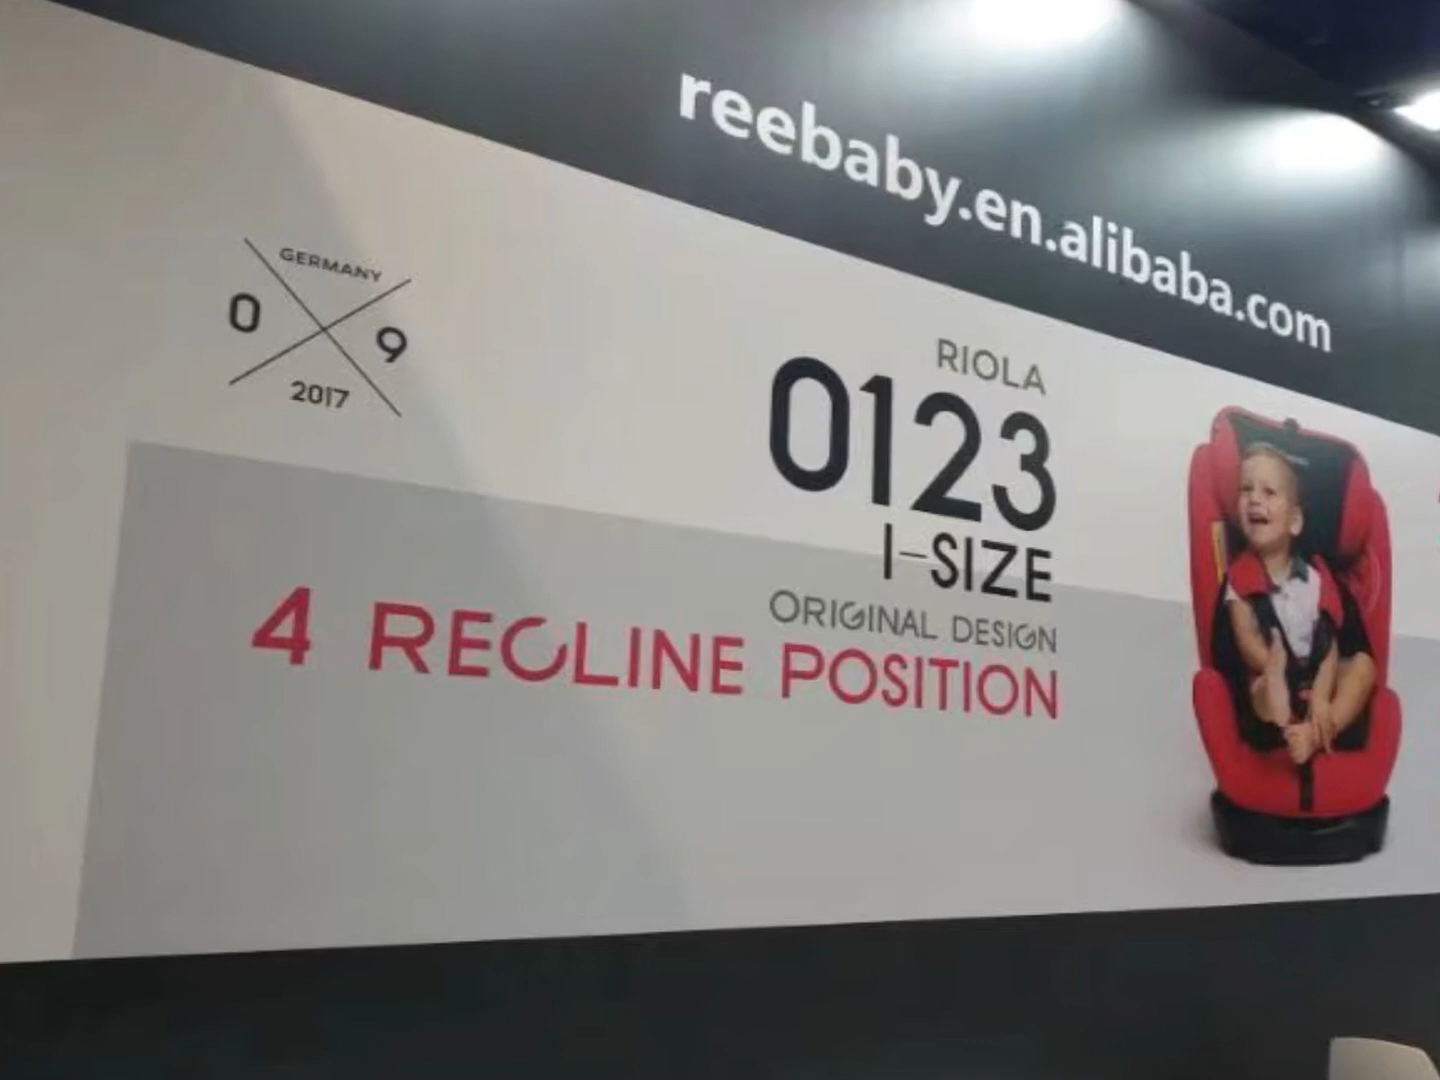 reebaby.en.alibaba.com
GERMANY
0 9
2017
RIOLA
0123
I-SIZE
ORIGINAL DESIGN
4 RECLINE POSITION